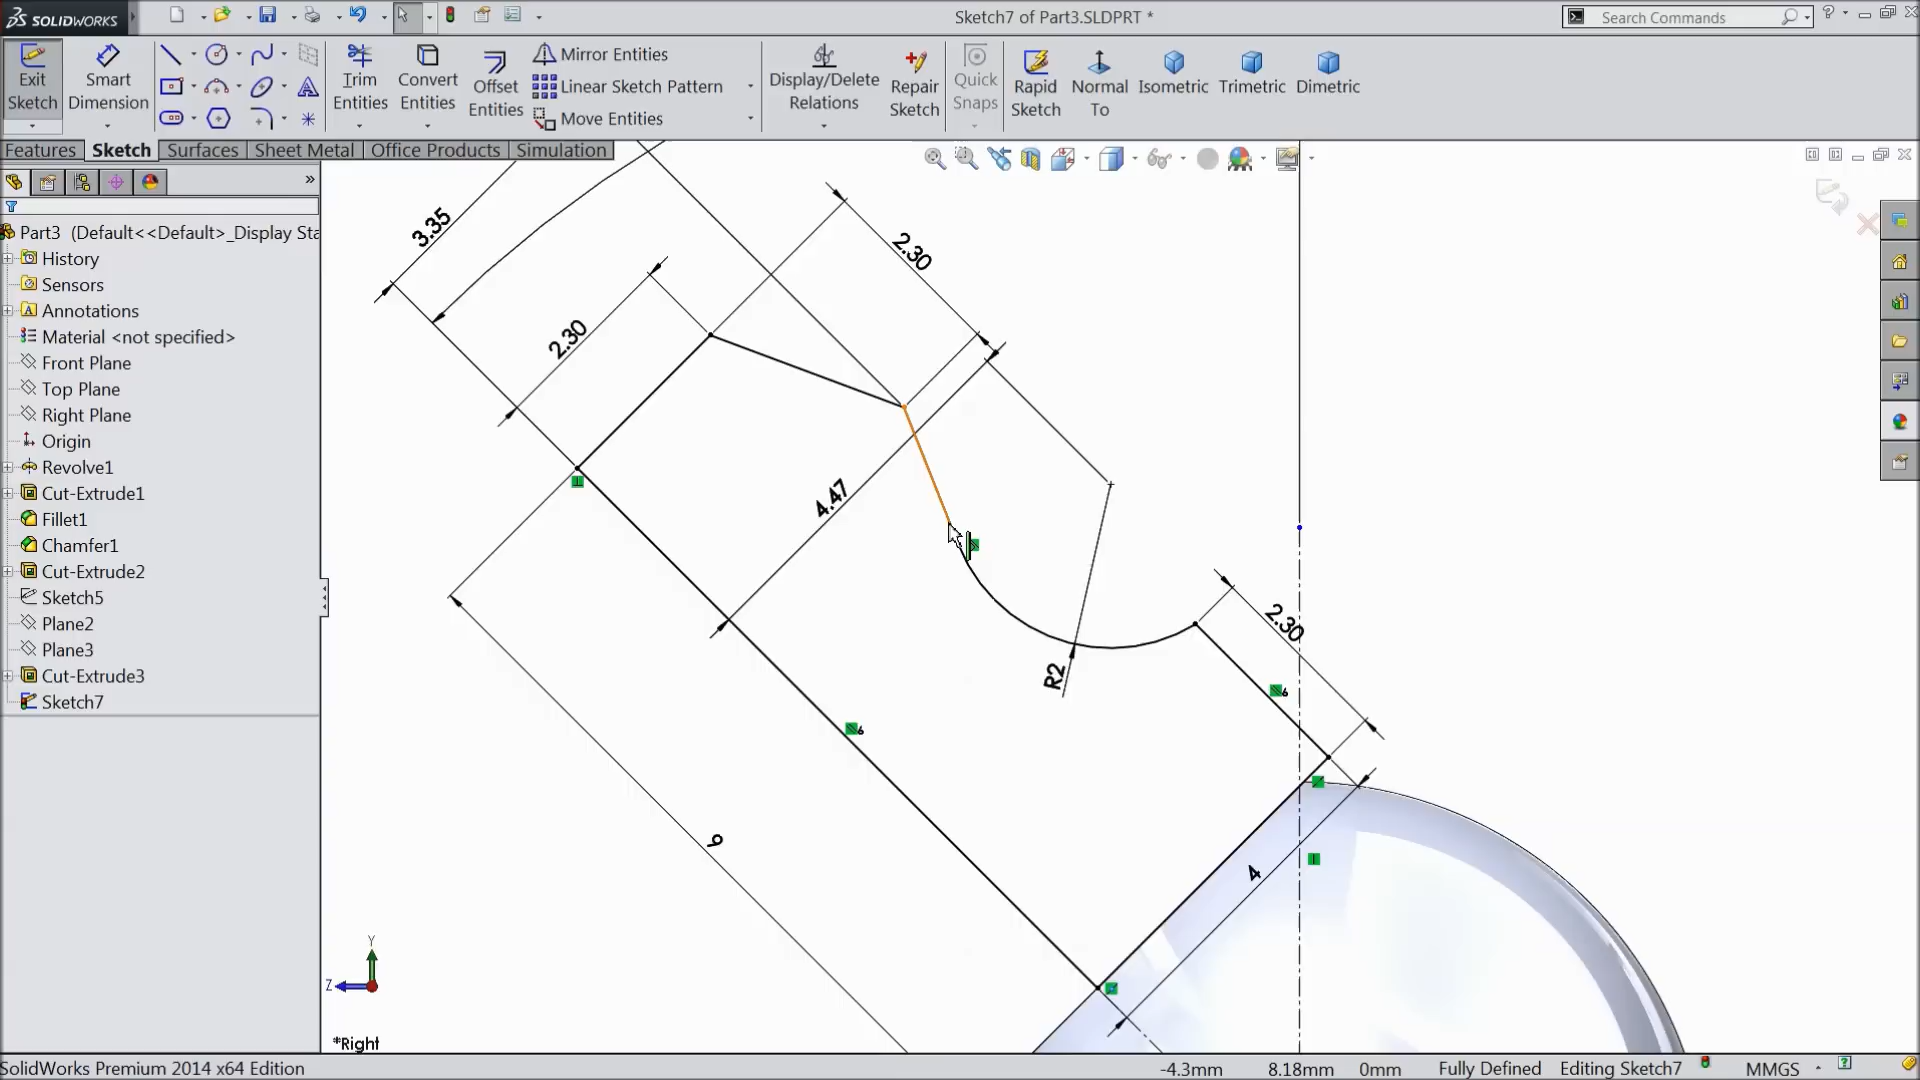 SOLIDWORKS
Sketch7 of Part3.SLDPRT *
Search Commands
?
Exit Sketch
Smart Dimension
Trim Entities
Convert Entities
Offset Entities
Mirror Entities
Linear Sketch Pattern
Move Entities
Display/Delete Relations
Repair Sketch
Quick Snaps
Rapid Sketch
Normal To
Isometric
Trimetric
Dimetric
Features
Sketch
Surfaces
Sheet Metal
Office Products
Simulation
»
Part3 (Default<<Default>_Display Sta
History
Sensors
Annotations
Material <not specified>
Front Plane
Top Plane
Right Plane
Origin
Revolve1
Cut-Extrude1
Fillet1
Chamfer1
Cut-Extrude2
Sketch5
Plane2
Plane3
Cut-Extrude3
Sketch7
3.35
2.30
2.30
4.47
R2
2.30
6
6
9
4
Y
Z
*Right
SolidWorks Premium 2014 x64 Edition
-4.3mm
8.18mm
0mm
Fully Defined
Editing Sketch7
MMGS
?